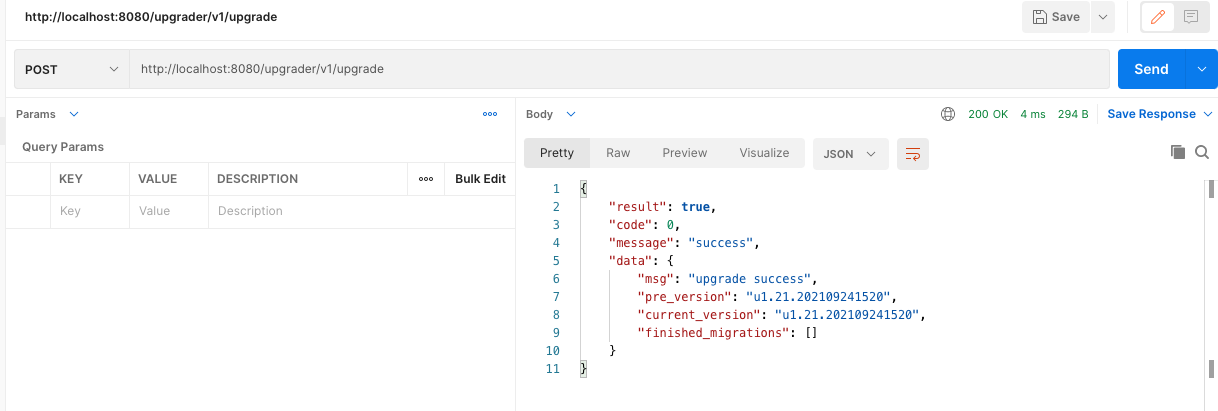 http://localhost:8080/upgrader/v1/upgrade
Save
POST
http://localhost:8080/upgrader/v1/upgrade
Send
Params
Query Params
KEY VALUE DESCRIPTION Bulk Edit
Key Value Description
Body
200 OK 4 ms 294 B Save Response
Pretty Raw Preview Visualize JSON
1 {
2 "result": true,
3 "code": 0,
4 "message": "success",
5 "data": {
6 "msg": "upgrade success",
7 "pre_version": "u1.21.202109241520",
8 "current_version": "u1.21.202109241520",
9 "finished_migrations": []
10 }
11 }